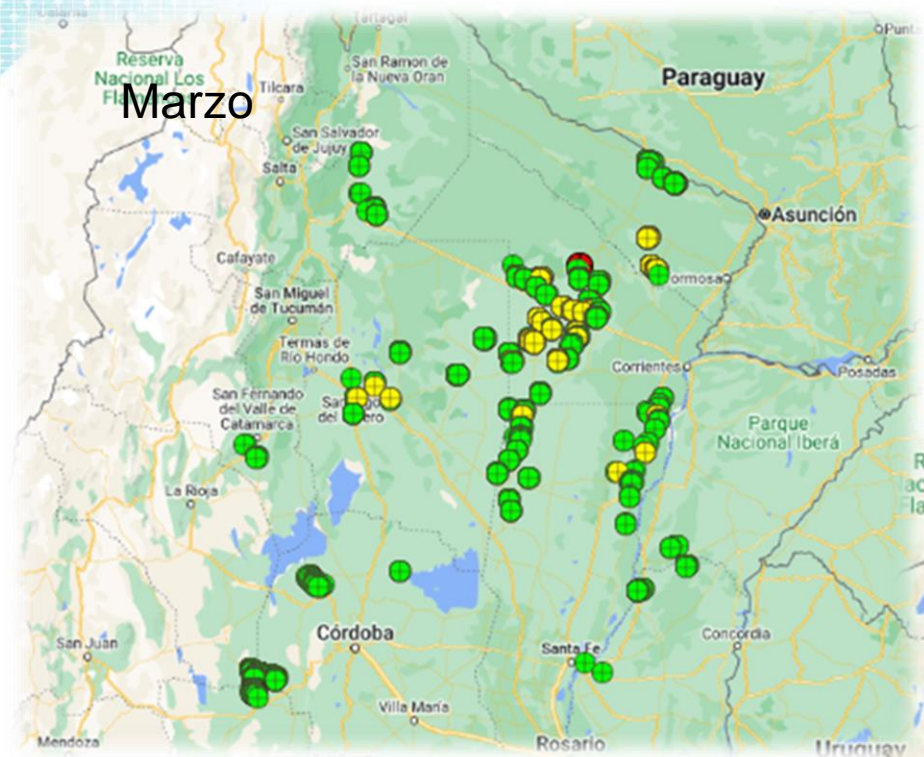 Tartagal
Reserva
Nacional Los
Marzo
Tilcara
San Ramon de
la Nueva Oran
Paraguay
San Salvador
de Jujuy
Salta
Asunción
Cafayate
ormosa
San Miguel
de Tucumán
Termas de
Río Hondo
Corrientes
Posadas
San Fernando
del Valle de
Catamarca
Parque
Nacional Iberá
La Rioja
Córdoba
San Juan
Santa Fe
Concordia
Villa María
Mendoza
Rosario
Uruguay